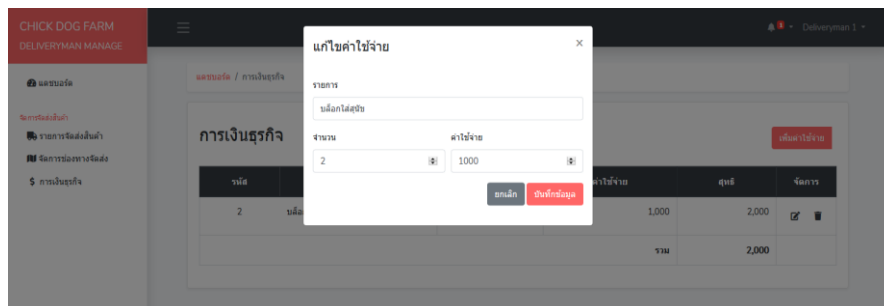 CHICK DOG FARM
DELIVERYMAN MANAGE
Deliveryman 1
แดชบอร์ด
จัดการจัดส่งสินค้า
รายการจัดส่งสินค้า
จัดการช่องทางจัดส่ง
$ การเงินธุรกิจ
แดชบอร์ด / การเงินธุรกิจ
การเงินธุรกิจ
เพิ่มค่าใช้จ่าย
แก้ไขค่าใช้จ่าย ×
รายการ
บล็อกใส่สุนัข
จำนวน ค่าใช้จ่าย
2 1000
ยกเลิก บันทึกข้อมูล
รหัส ค่าใช้จ่าย สุทธิ จัดการ
2 1,000 2,000
รวม 2,000